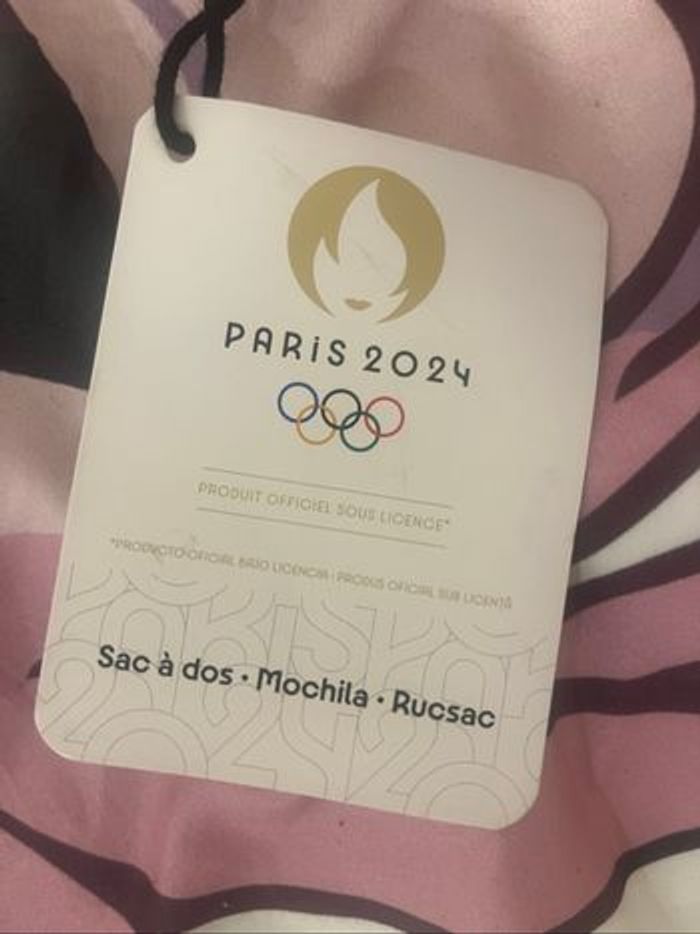 PARiS 2024
PRODUIT OFFICIEL SOUS LICENCE*
*PRODUCTO OFICIAL BAJO LICENCIA · PRODUS OFICIAL SUB LICENȚĂ
Sac à dos · Mochila · Rucsac